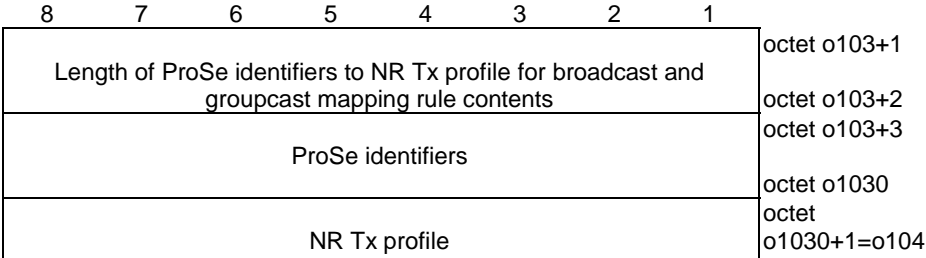 8 7 6 5 4 3 2 1
octet o103+1
Length of ProSe identifiers to NR Tx profile for broadcast and
groupcast mapping rule contents
octet o103+2
octet o103+3
ProSe identifiers
octet o1030
octet
NR Tx profile
o1030+1=o104